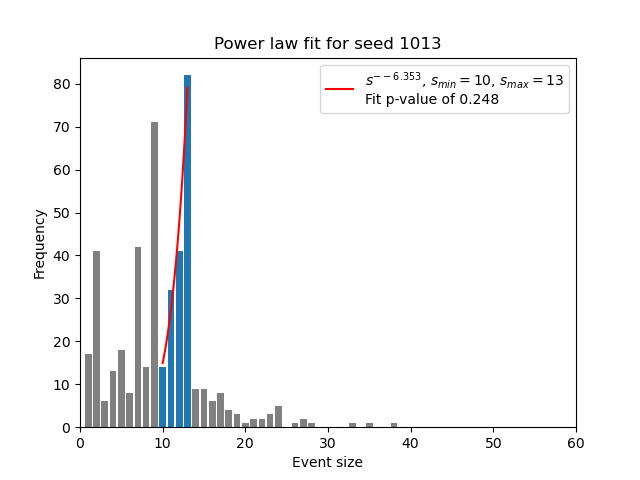 Power law fit for seed 1013
s^{--6.353}, s_{min} = 10, s_{max} = 13
Fit p-value of 0.248
80
70
60
50
40
30
20
10
0
Frequency
0 10 20 30 40 50 60
Event size